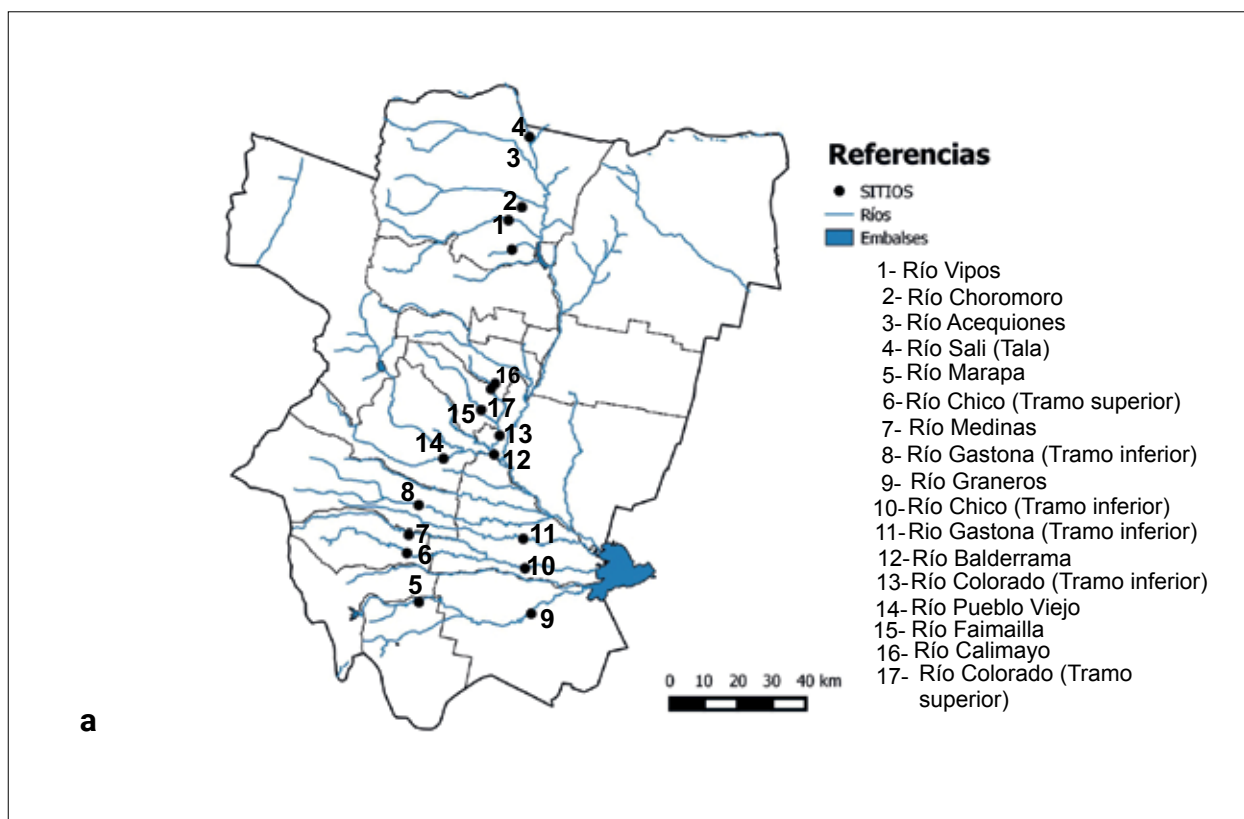 4
3
2
1
16
15
17
13
14
12
8
7
11
6
10
5
9
a
Referencias
SITIOS
Ríos
Embalses
1- Río Vipos
2- Río Choromoro
3- Río Acequiones
4- Río Sali (Tala)
5- Río Marapa
6- Río Chico (Tramo superior)
7- Río Medinas
8- Río Gastona (Tramo inferior)
9- Río Graneros
10- Río Chico (Tramo inferior)
11- Rio Gastona (Tramo inferior)
12- Río Balderrama
13- Río Colorado (Tramo inferior)
14- Río Pueblo Viejo
15- Río Faimailla
16- Río Calimayo
17- Río Colorado (Tramo
superior)
0 10 20 30 40 km